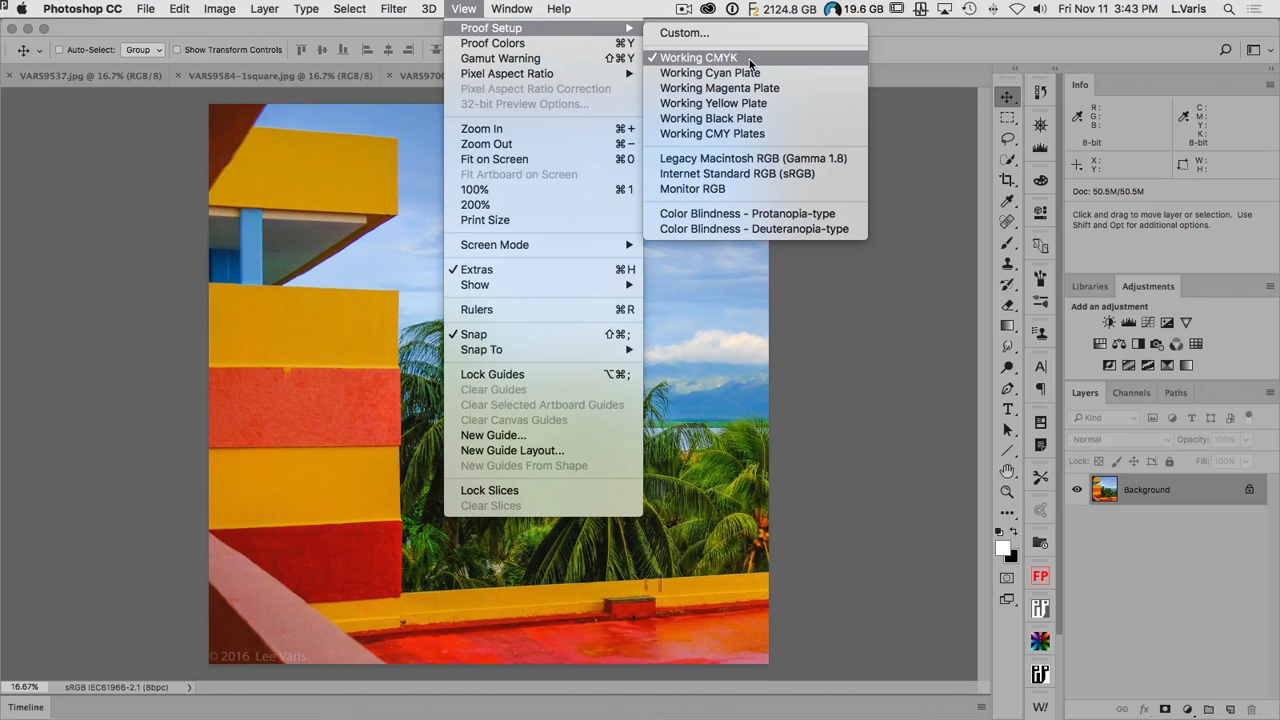 Photoshop CC File Edit Image Layer Type Select Filter 3D View Window Help 2124.8 GB 19.6 GB Fri Nov 11 3:43 PM L.Varis
Auto-Select: Group Show Transform Controls
VARS9537.jpg @ 16.7% (RGB/8) VARS9584-1square.jpg @ 16.7% (RGB/8) VARS9700
Proof Setup
Proof Colors ⌘Y
Gamut Warning ⇧⌘Y
Pixel Aspect Ratio
Pixel Aspect Ratio Correction
32-bit Preview Options...
Zoom In ⌘+
Zoom Out ⌘−
Fit on Screen ⌘0
Fit Artboard on Screen
100% ⌘1
200%
Print Size
Screen Mode
Extras ⌘H
Show
Rulers ⌘R
Snap ⇧⌘;
Snap To
Lock Guides ⌥⌘;
Clear Guides
Clear Selected Artboard Guides
Clear Canvas Guides
New Guide...
New Guide Layout...
New Guides From Shape
Lock Slices
Clear Slices
Custom...
Working CMYK
Working Cyan Plate
Working Magenta Plate
Working Yellow Plate
Working Black Plate
Working CMY Plates
Legacy Macintosh RGB (Gamma 1.8)
Internet Standard RGB (sRGB)
Monitor RGB
Color Blindness - Protanopia-type
Color Blindness - Deuteranopia-type
Info
R: C:
G: M:
B: Y:
K:
8-bit 8-bit
X: W:
Y: H:
Doc: 50.5M/50.5M
Click and drag to move layer or selection. Use
Shift and Opt for additional options.
Libraries Adjustments
Add an adjustment
Layers Channels Paths
Kind
Normal Opacity: 100%
Lock: Fill: 100%
Background
© 2016 Lee Varis
16.67% sRGB IEC61966-2.1 (8bpc)
Timeline